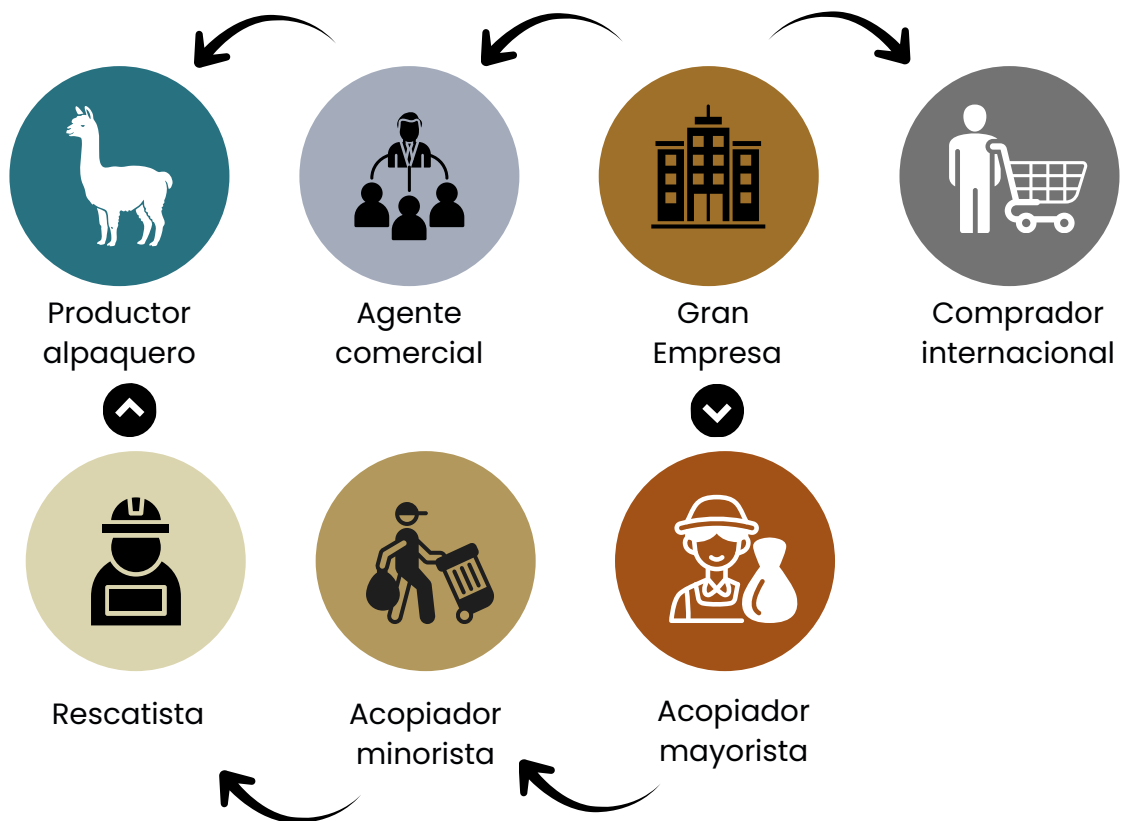 Productor
alpaquero
Agente
comercial
Gran
Empresa
Comprador
internacional
Rescatista
Acopiador
minorista
Acopiador
mayorista